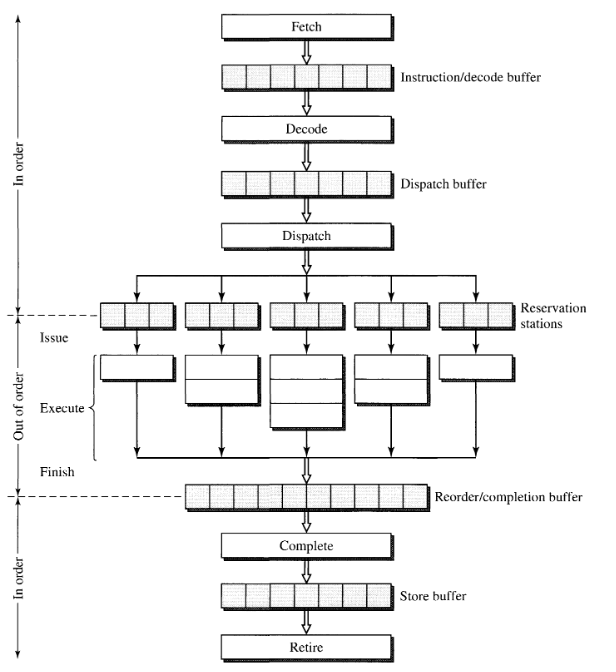 Fetch
Instruction/decode buffer
Decode
Dispatch buffer
Dispatch
Reservation
stations
Issue
Execute
Finish
Reorder/completion buffer
Complete
Store buffer
Retire
In order
Out of order
In order